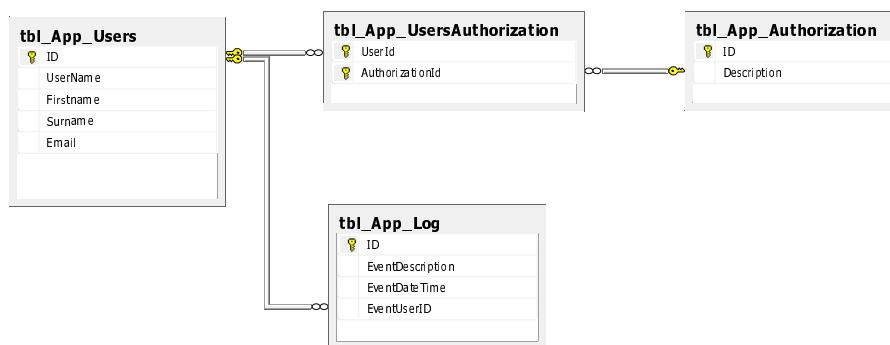 tbl_App_Users
ID
UserName
Firstname
Surname
Email
tbl_App_UsersAuthorization
UserId
AuthorizationId
tbl_App_Authorization
ID
Description
tbl_App_Log
ID
EventDescription
EventDateTime
EventUserID